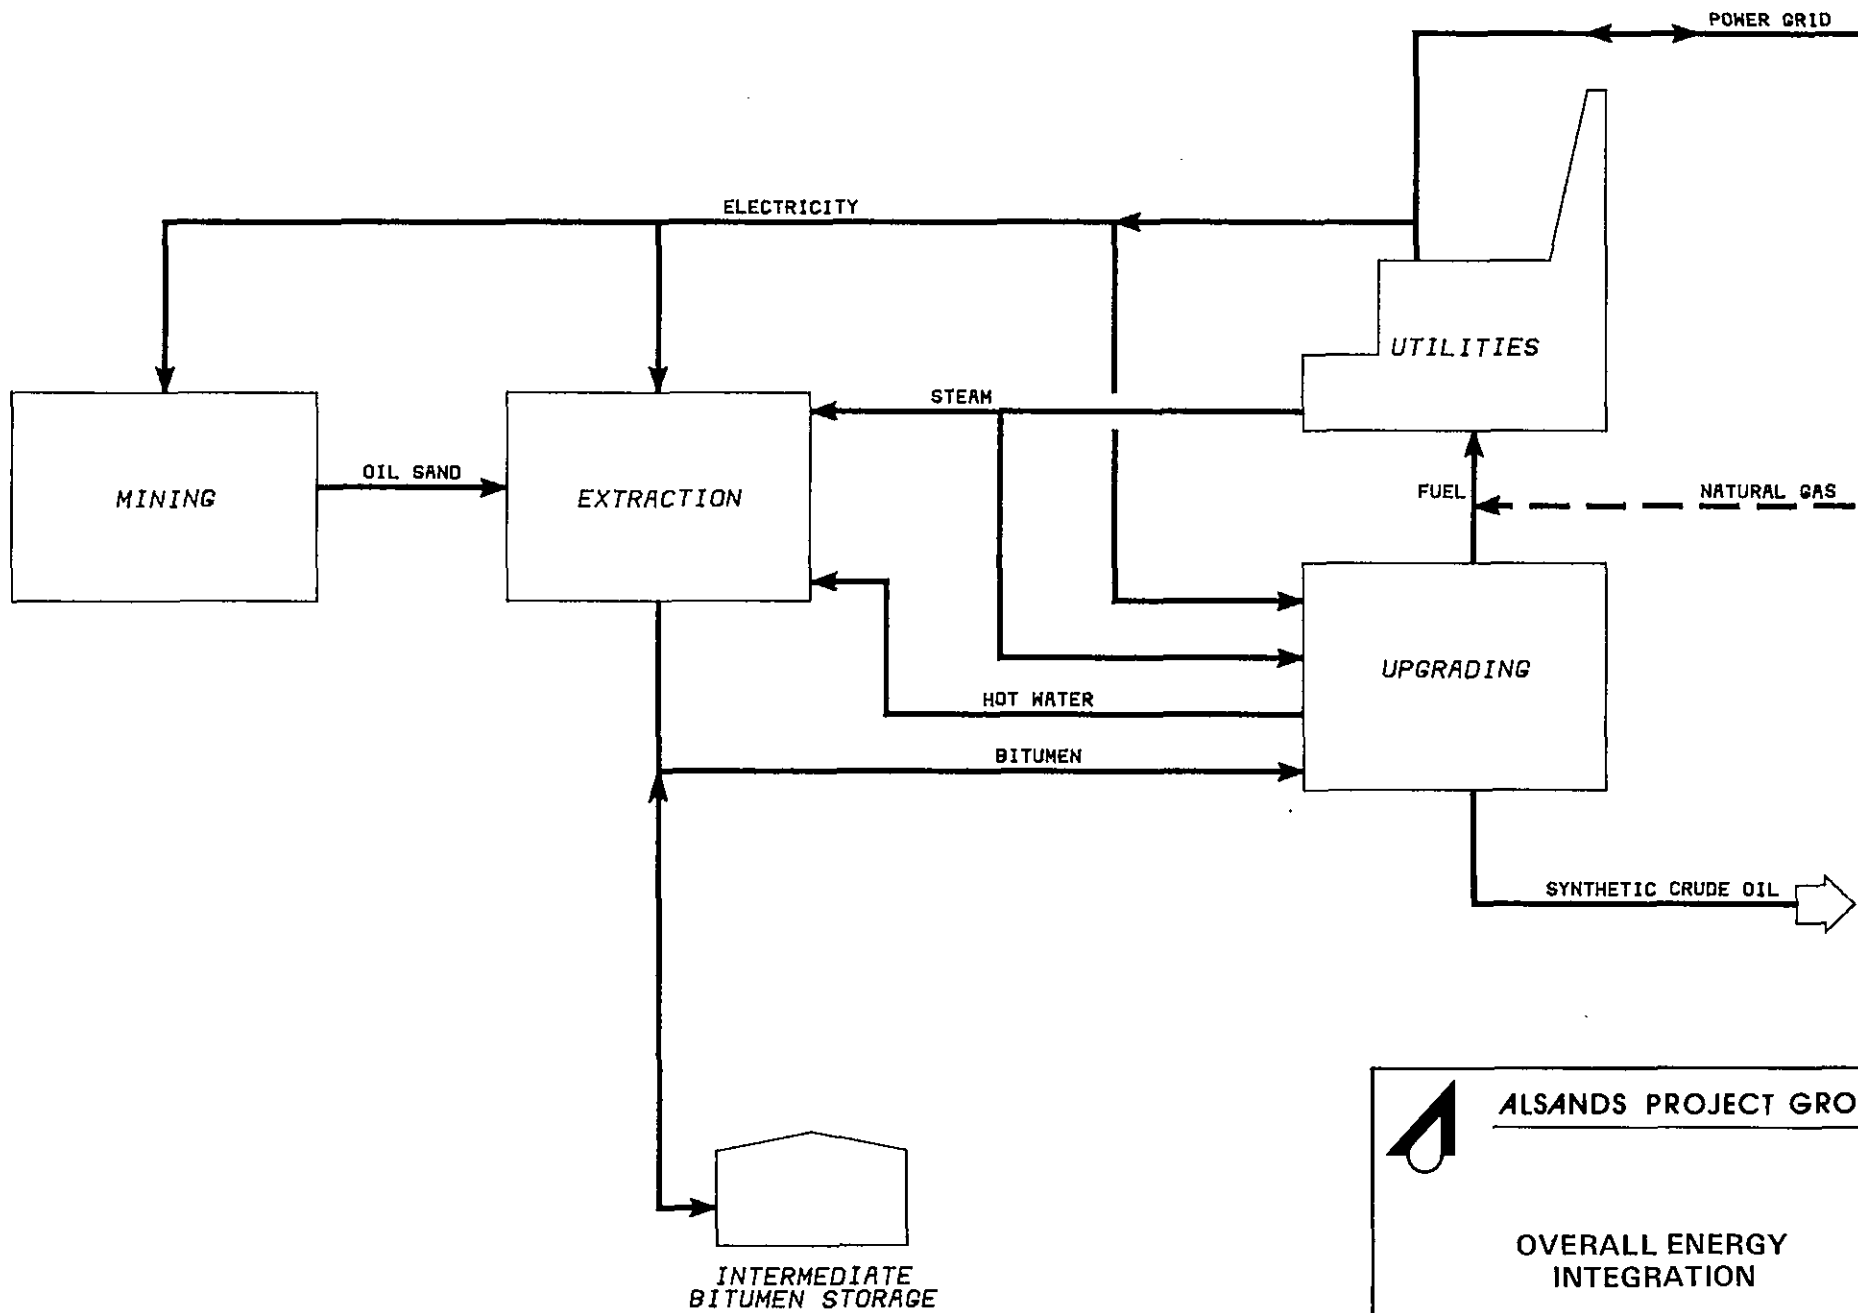 POWER GRID
ELECTRICITY
UTILITIES
STEAM
OIL SAND
MINING
EXTRACTION
FUEL
NATURAL GAS
UPGRADING
HOT WATER
BITUMEN
SYNTHETIC CRUDE OIL
ALSANDS PROJECT GRO
OVERALL ENERGY
INTEGRATION
INTERMEDIATE
BITUMEN STORAGE